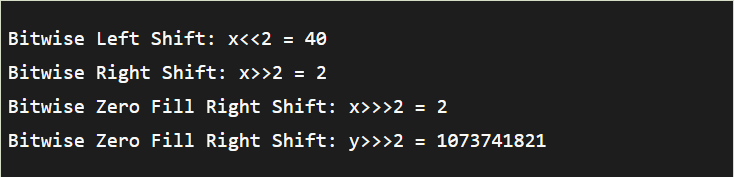 Bitwise Left Shift: x<<2 = 40
Bitwise Right Shift: x>>2 = 2
Bitwise Zero Fill Right Shift: x>>>2 = 2
Bitwise Zero Fill Right Shift: y>>>2 = 1073741821